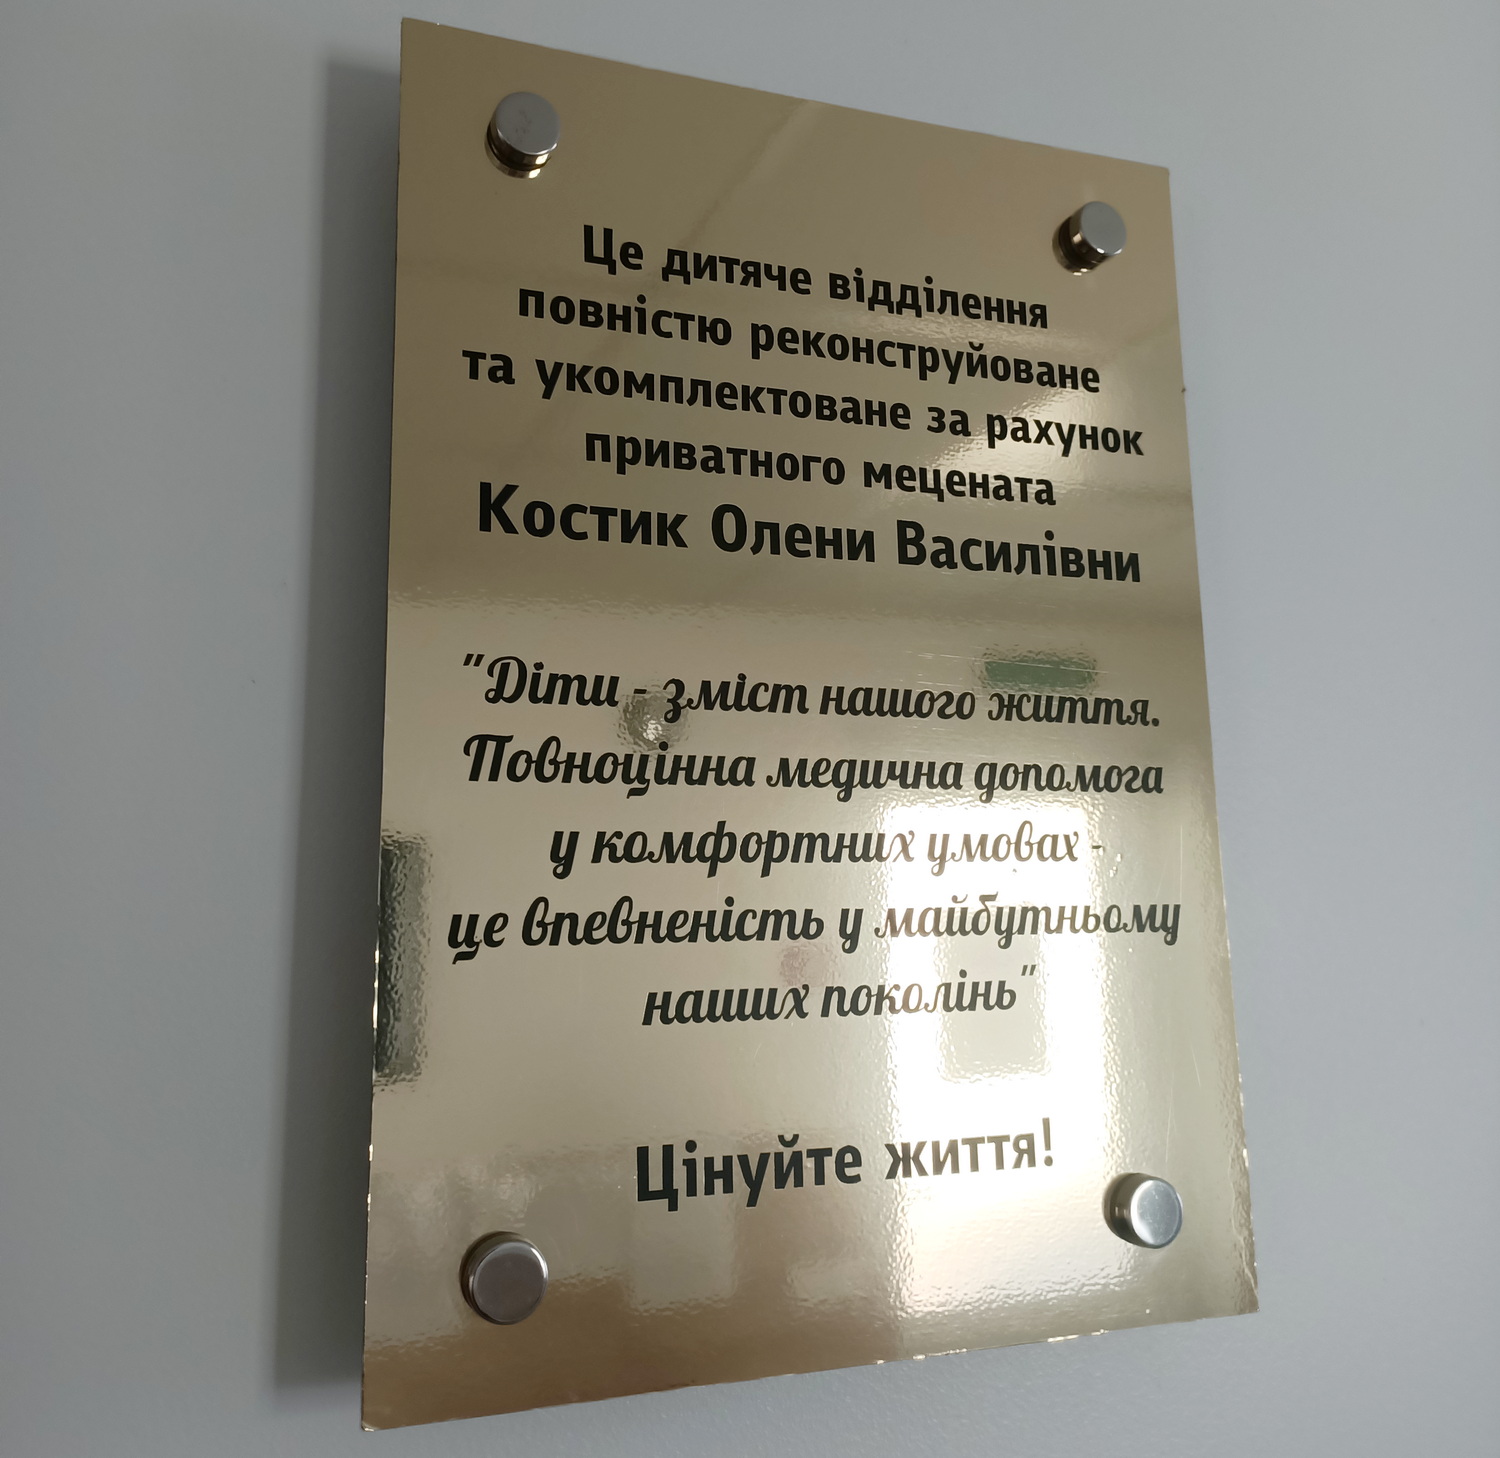 Це дитяче відділення
повністю реконструйоване
та укомплектоване за рахунок
приватного мецената
Костик Олени Василівни
"Діти - зміст нашого життя.
Повноцінна медична допомога
у комфортних умовах -
це впевненість у майбутньому
наших поколінь"
Цінуйте життя!